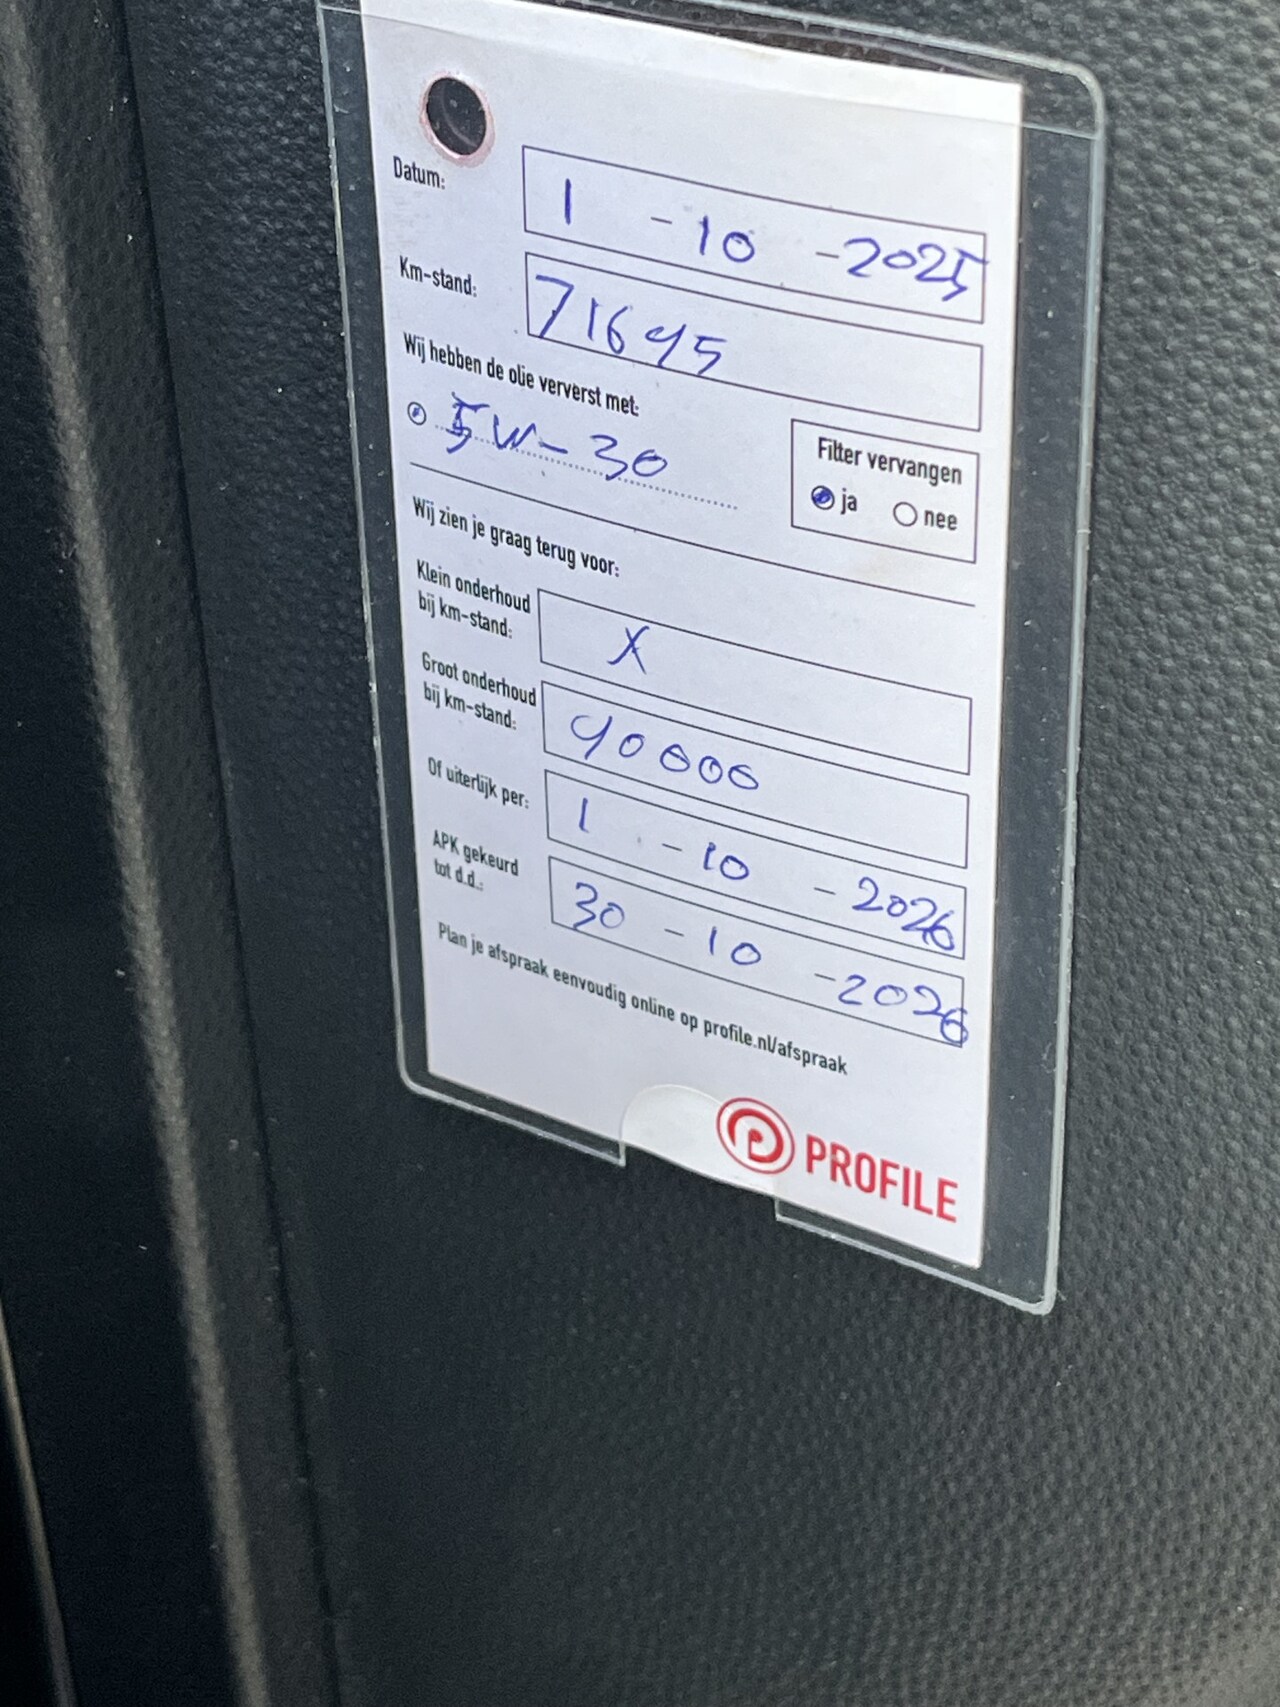 Datum: 1 - 10 - 2025
Km-stand: 71645
Wij hebben de olie ververst met:
5W-30
Filter vervangen
ja nee
Wij zien je graag terug voor:
Klein onderhoud
bij km-stand: X
Groot onderhoud
bij km-stand: 90000
Of uiterlijk per: 1 - 10 - 2026
APK gekeurd
tot d.d.: 30 - 10 - 2026
Plan je afspraak eenvoudig online op profile.nl/afspraak
PROFILE